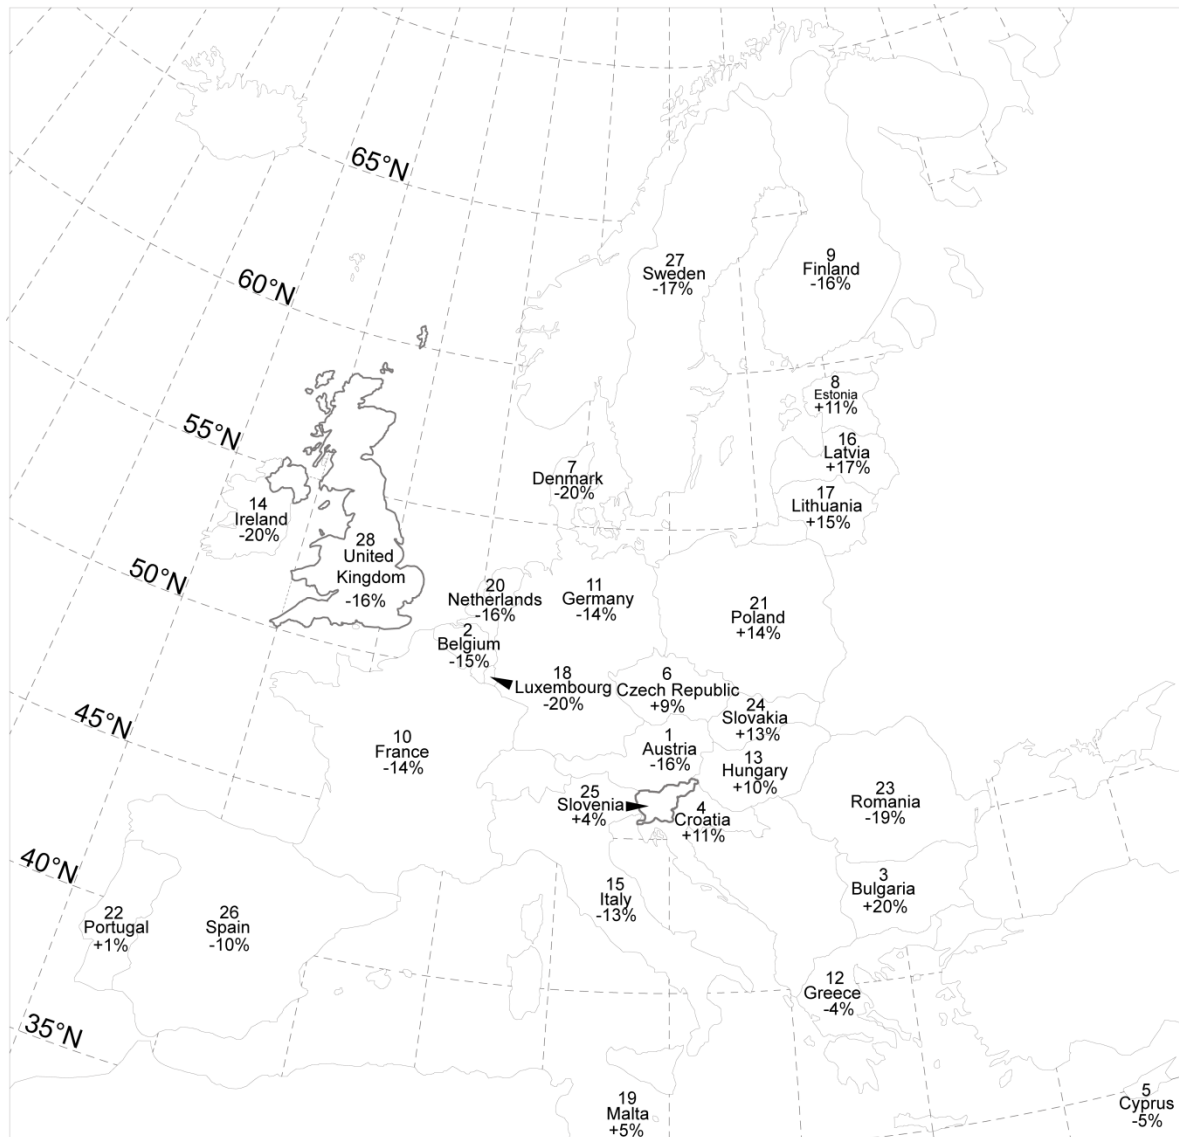 65°N
60°N
55°N
50°N
45°N
40°N
35°N
27
Sweden
-17%
9
Finland
-16%
8
Estonia
+11%
16
Latvia
+17%
17
Lithuania
+15%
7
Denmark
-20%
14
Ireland
-20%
28
United
Kingdom
-16%
20
Netherlands
-16%
11
Germany
-14%
21
Poland
+14%
2
Belgium
-15%
18
Luxembourg
-20%
6
Czech Republic
+9%
24
Slovakia
+13%
10
France
-14%
1
Austria
-16%
13
Hungary
+10%
25
Slovenia
+4%
4
Croatia
+11%
23
Romania
-19%
3
Bulgaria
+20%
15
Italy
-13%
22
Portugal
+1%
26
Spain
-10%
12
Greece
-4%
19
Malta
+5%
5
Cyprus
-5%